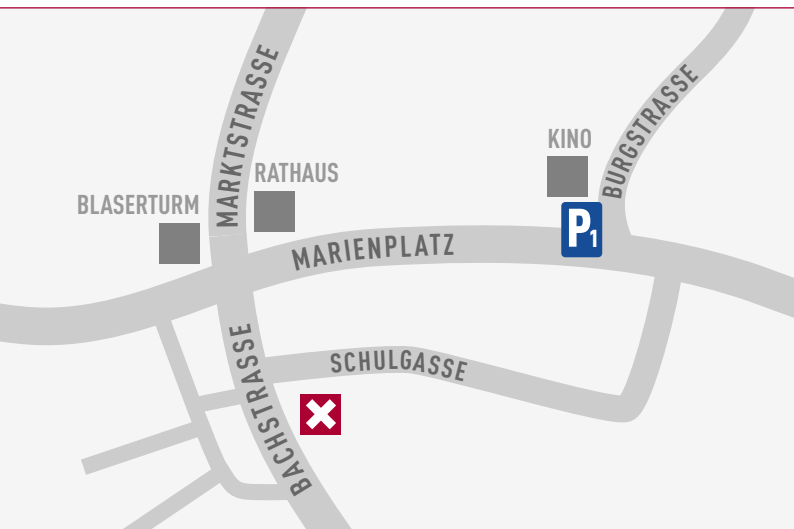 MARKTSTRASSE
KINO
BURGSTRASSE
RATHAUS
BLASERTURM
P1
MARIENPLATZ
BACHSTRASSE
SCHULGASSE